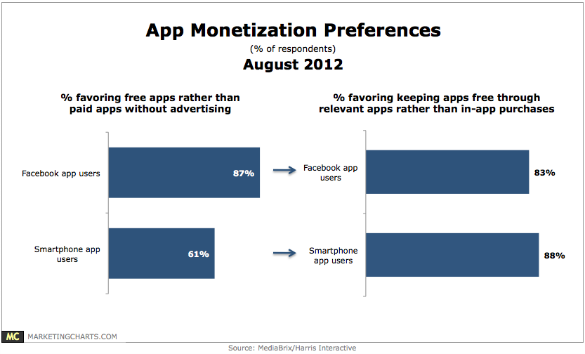 App Monetization Preferences
(% of respondents)
August 2012
% favoring free apps rather than
paid apps without advertising
% favoring keeping apps free through
relevant apps rather than in-app purchases
Facebook app users
87%
Facebook app
users
83%
Smartphone app
users
61%
Smartphone
app users
88%
MC MARKETINGCHARTS.COM
Source: MediaBrix/Harris Interactive